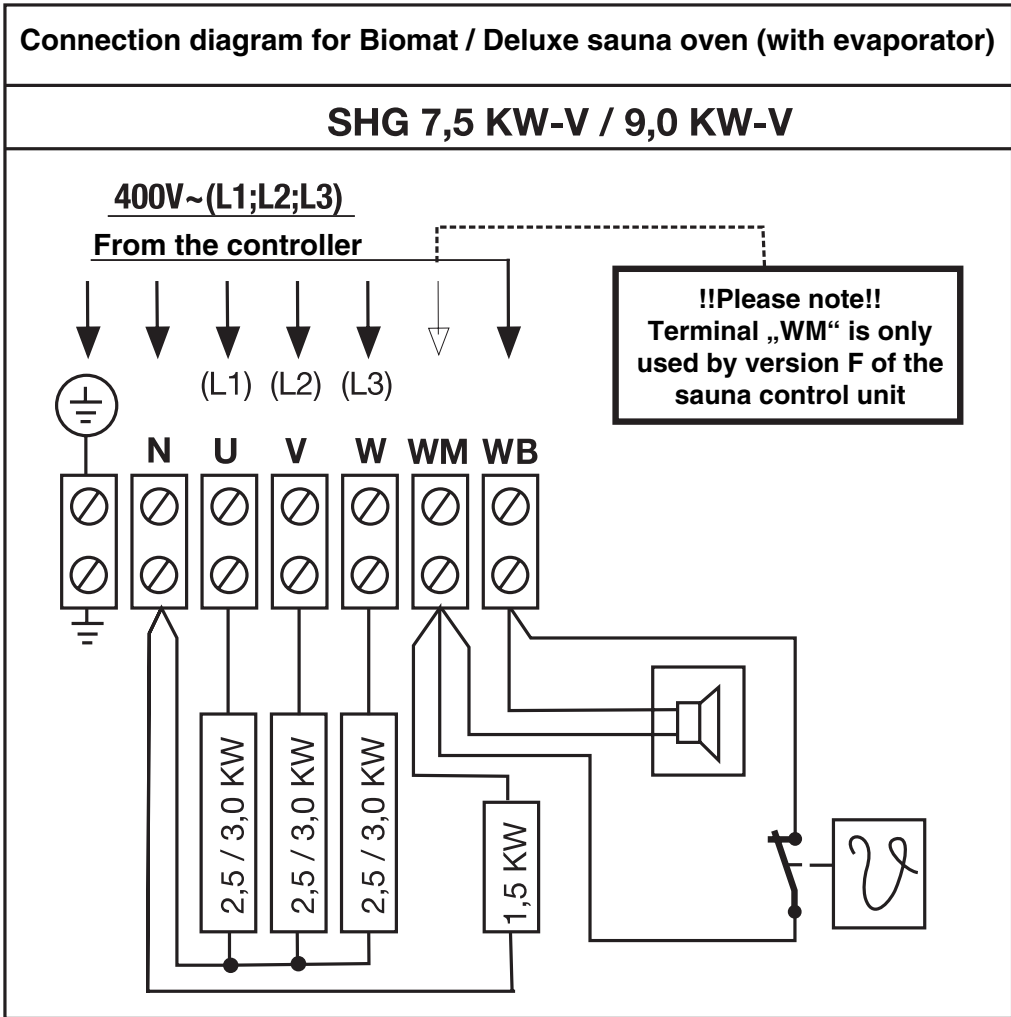 Connection diagram for Biomat / Deluxe sauna oven (with evaporator)
SHG 7,5 KW-V / 9,0 KW-V
400V~(L1;L2;L3)
From the controller
!!Please note!!
Terminal „WM“ is only
used by version F of the
sauna control unit
(L1) (L2) (L3)
N U V W WM WB
2,5 / 3,0 KW
2,5 / 3,0 KW
2,5 / 3,0 KW
1,5 KW
ϑ